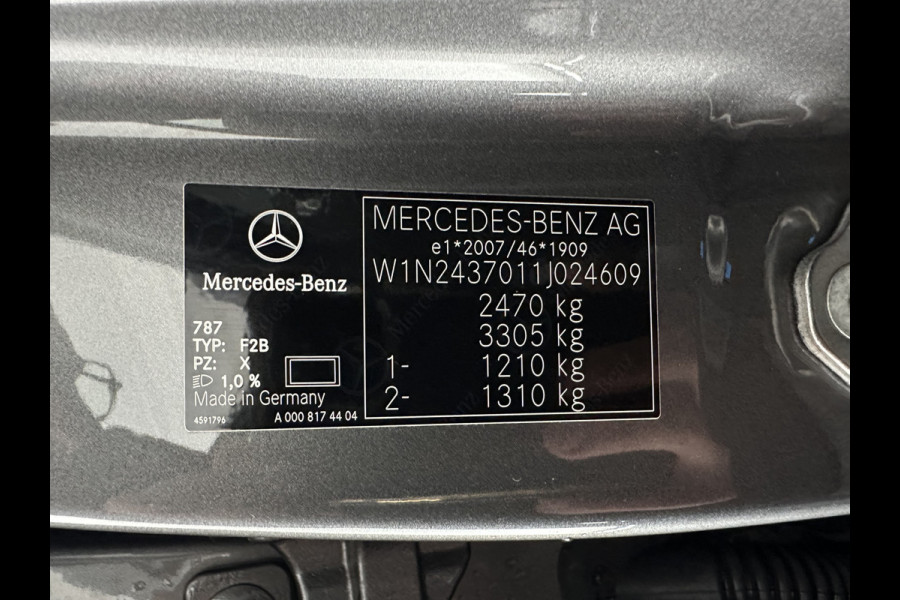 Mercedes-Benz
787
TYP: F2B
PZ: X
1,0 %
Made in Germany
4591796 A 000 817 44 04
MERCEDES-BENZ AG
e1*2007/46*1909
W1N2437011J024609
2470 kg
3305 kg
1- 1210 kg
2- 1310 kg